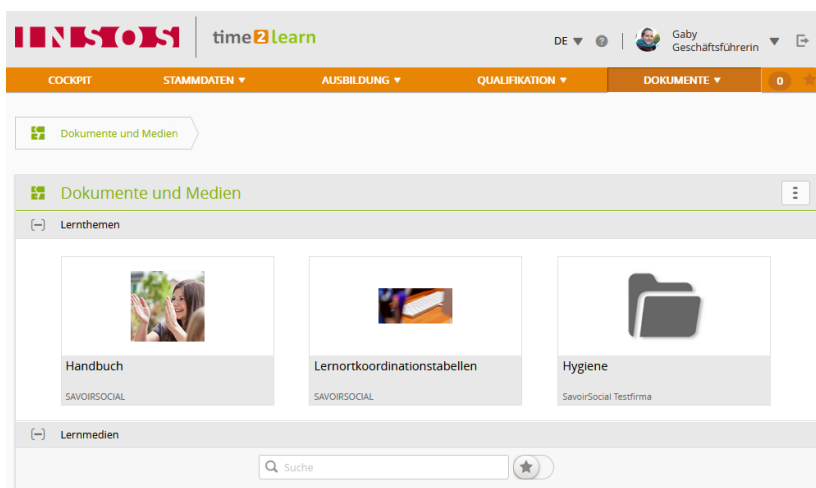 INSOS
time2learn
DE
Gaby
Geschäftsführerin
COCKPIT
STAMMDATEN
AUSBILDUNG
QUALIFIKATION
DOKUMENTE
0
Dokumente und Medien
Dokumente und Medien
Lernthemen
Handbuch
SAVOIRSOCIAL
Lernortkoordinationstabellen
SAVOIRSOCIAL
Hygiene
SavoirSocial Testfirma
Lernmedien
Suche